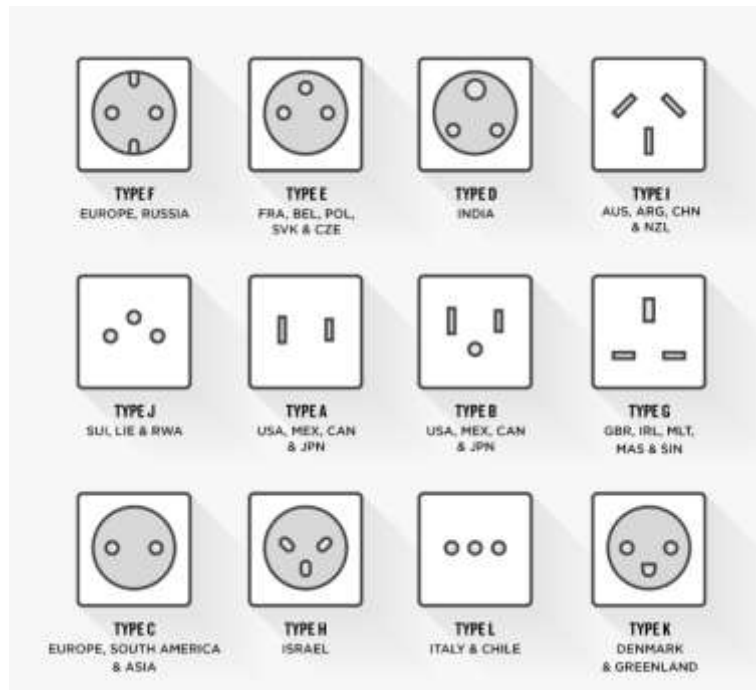 TYPE F
EUROPE, RUSSIA
TYPE E
FRA, BEL, POL,
SVK & CZE
TYPE D
INDIA
TYPE I
AUS, ARG, CHN
& NZL
TYPE J
SUI, LIE & RWA
TYPE A
USA, MEX, CAN
& JPN
TYPE B
USA, MEX, CAN
& JPN
TYPE G
GBR, IRL, MLT,
MAS & SIN
TYPE C
EUROPE, SOUTH AMERICA
& ASIA
TYPE H
ISRAEL
TYPE L
ITALY & CHILE
TYPE K
DENMARK
& GREENLAND